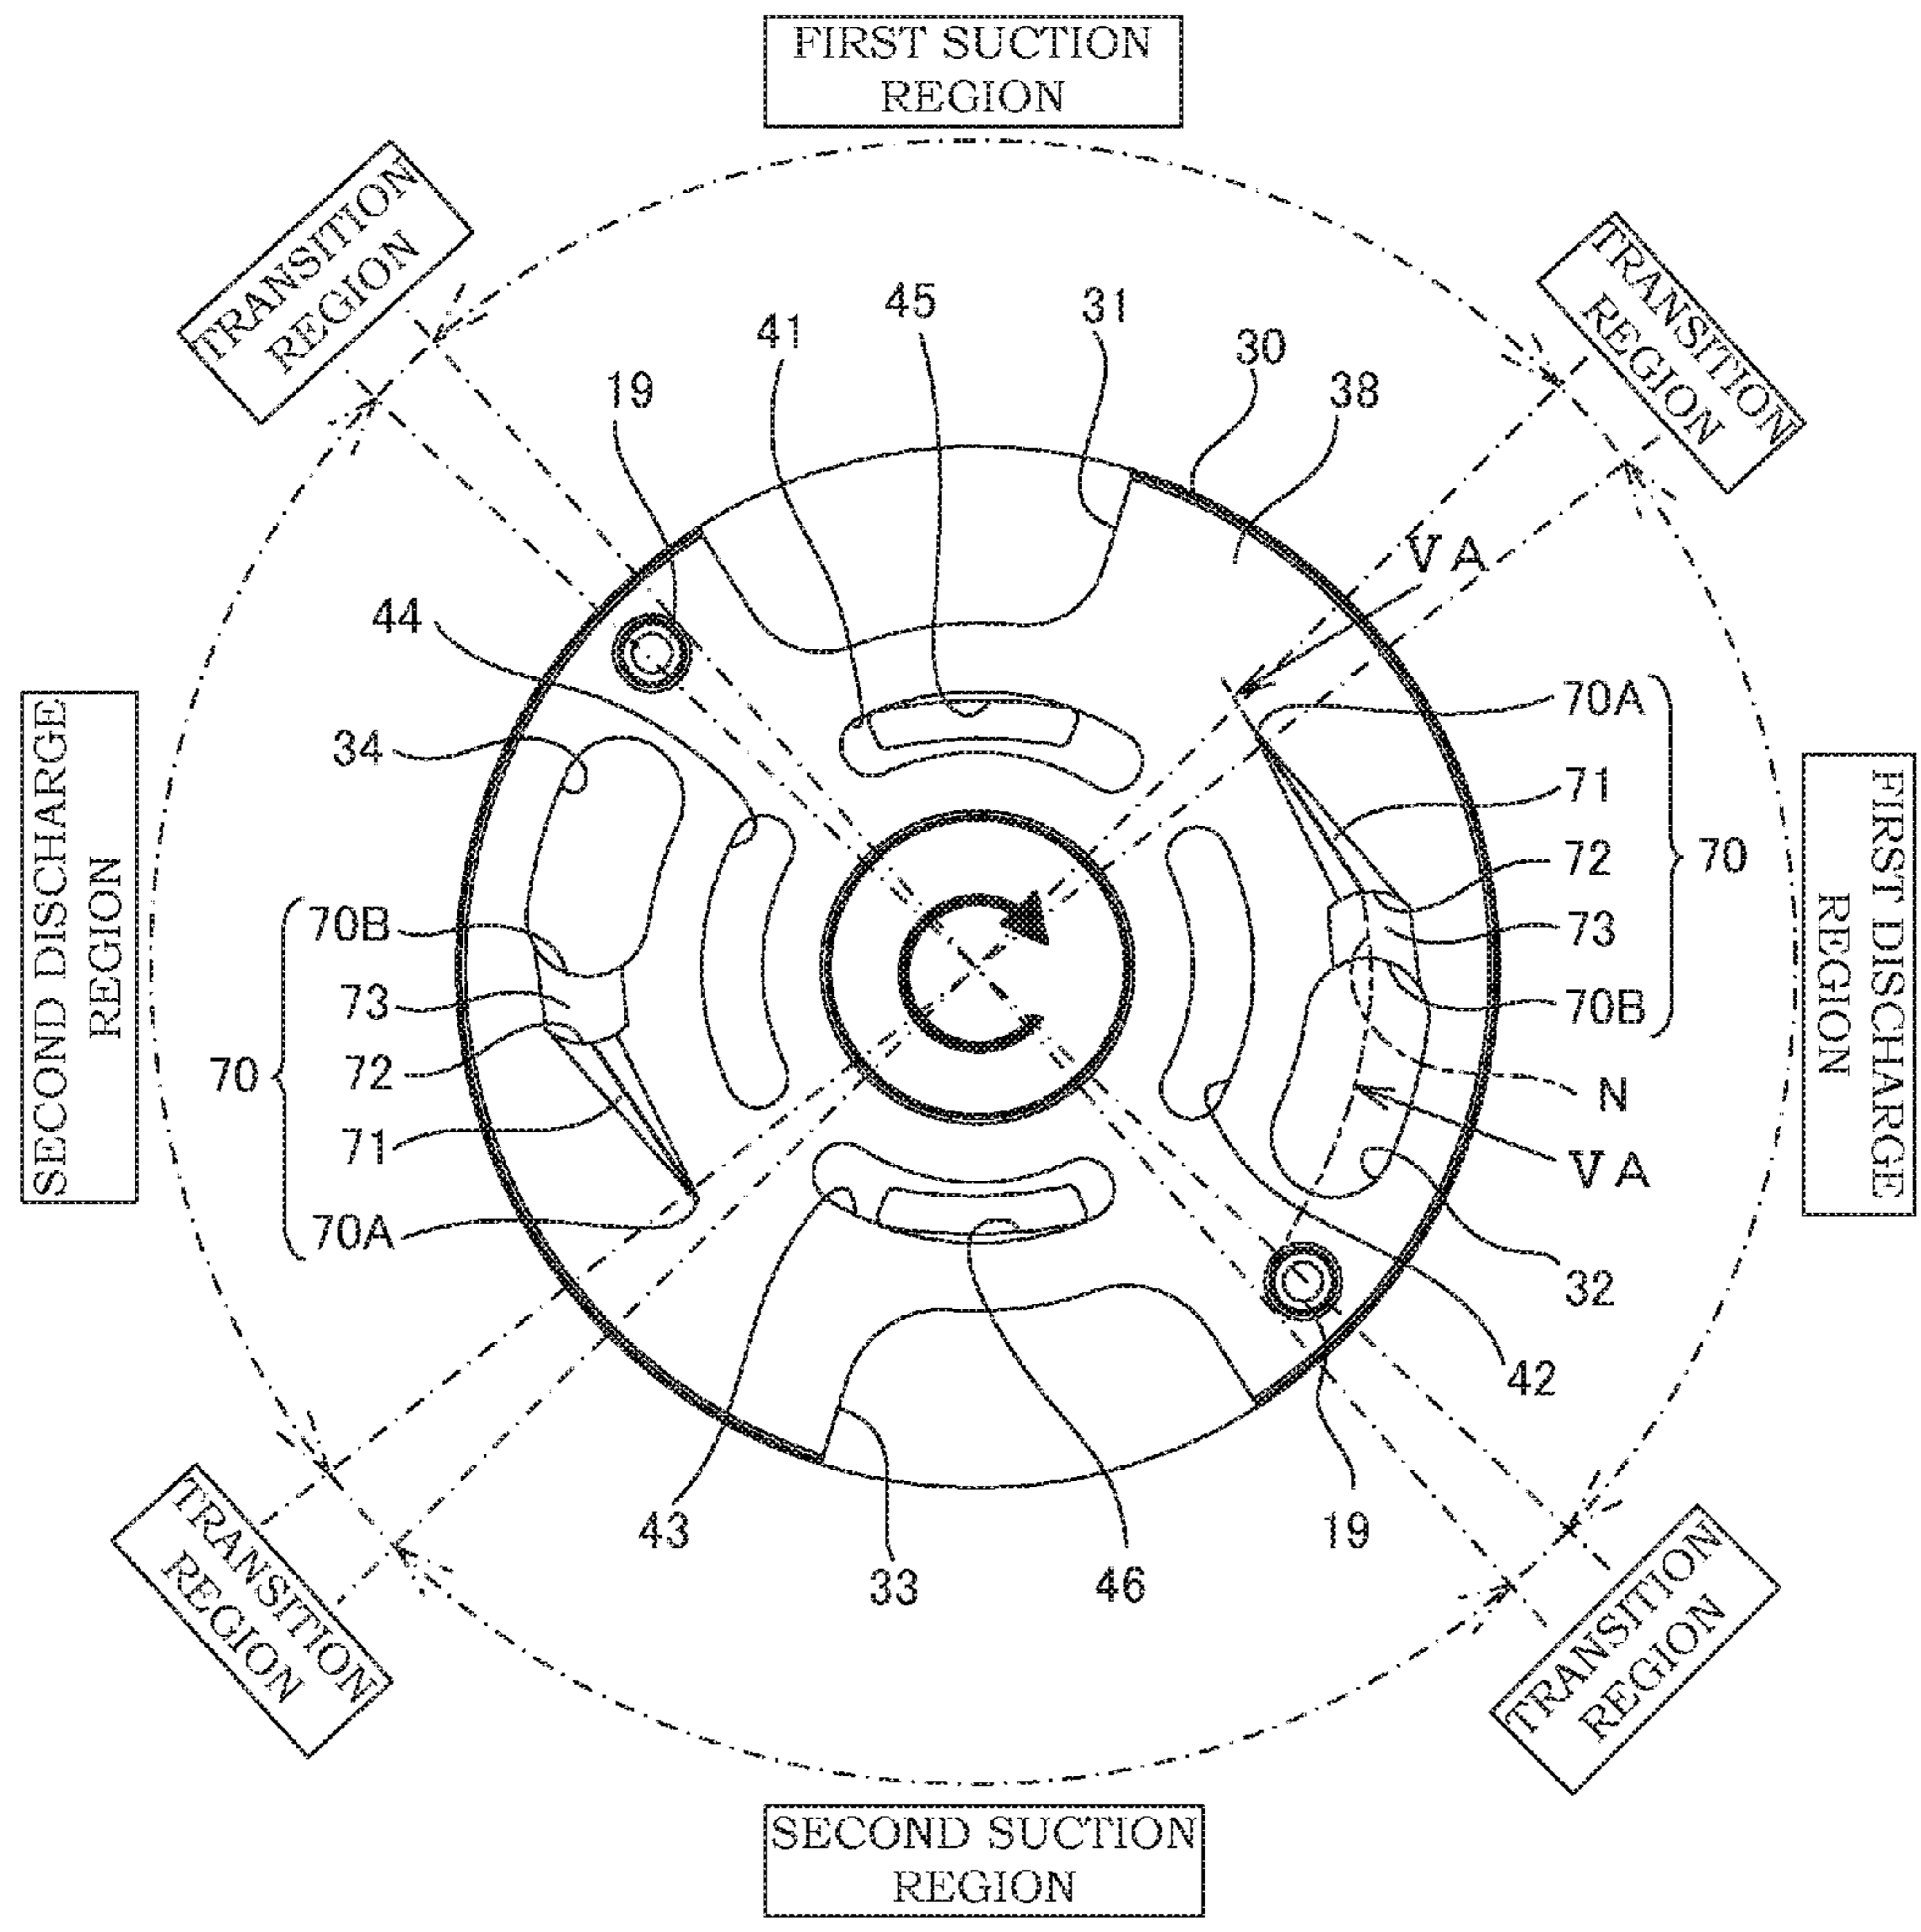 FIRST SUCTION
REGION
TRANSITION
REGION
TRANSITION
REGION
45
31
41
30
19
38
VA
44
70A
34
71
72
70
70B
73
73
70B
72
70
N
71
VA
70A
32
42
43
33
46
19
SECOND DISCHARGE
REGION
FIRST DISCHARGE
REGION
TRANSITION
REGION
TRANSITION
REGION
SECOND SUCTION
REGION